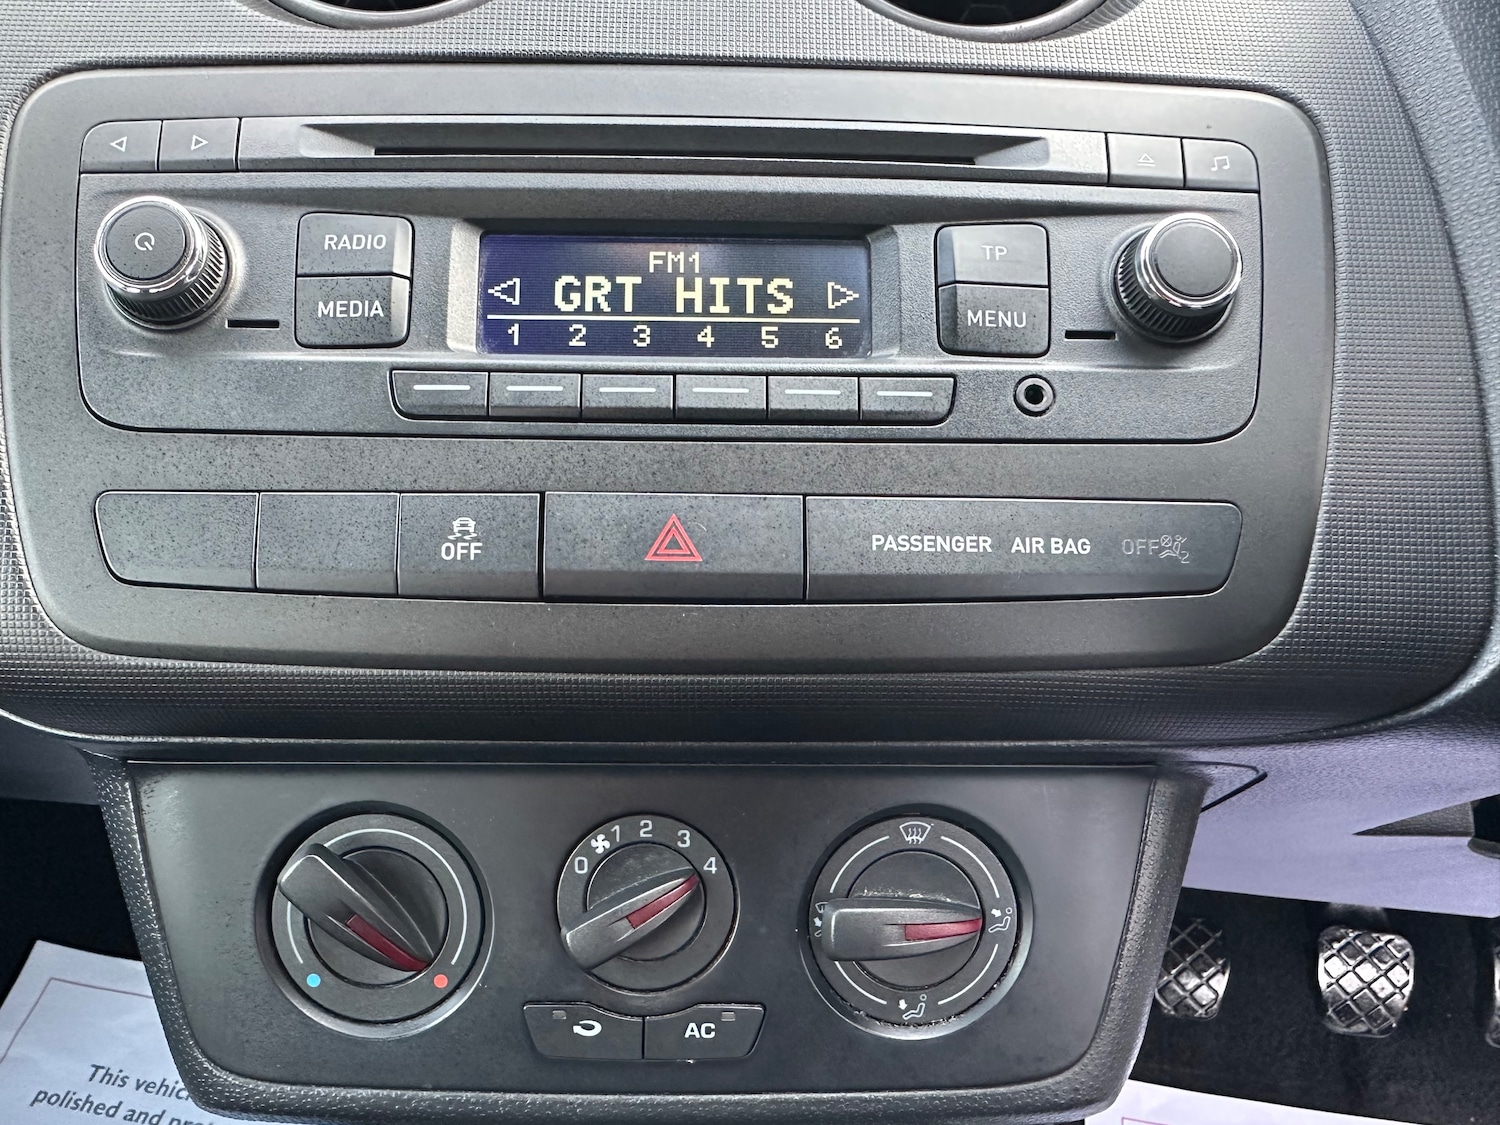 RADIO
MEDIA
FM1
GRT HITS
1 2 3 4 5 6
TP
MENU
OFF
PASSENGER AIR BAG OFF
0 1 2 3 4
AC
This vehic
polished and pro